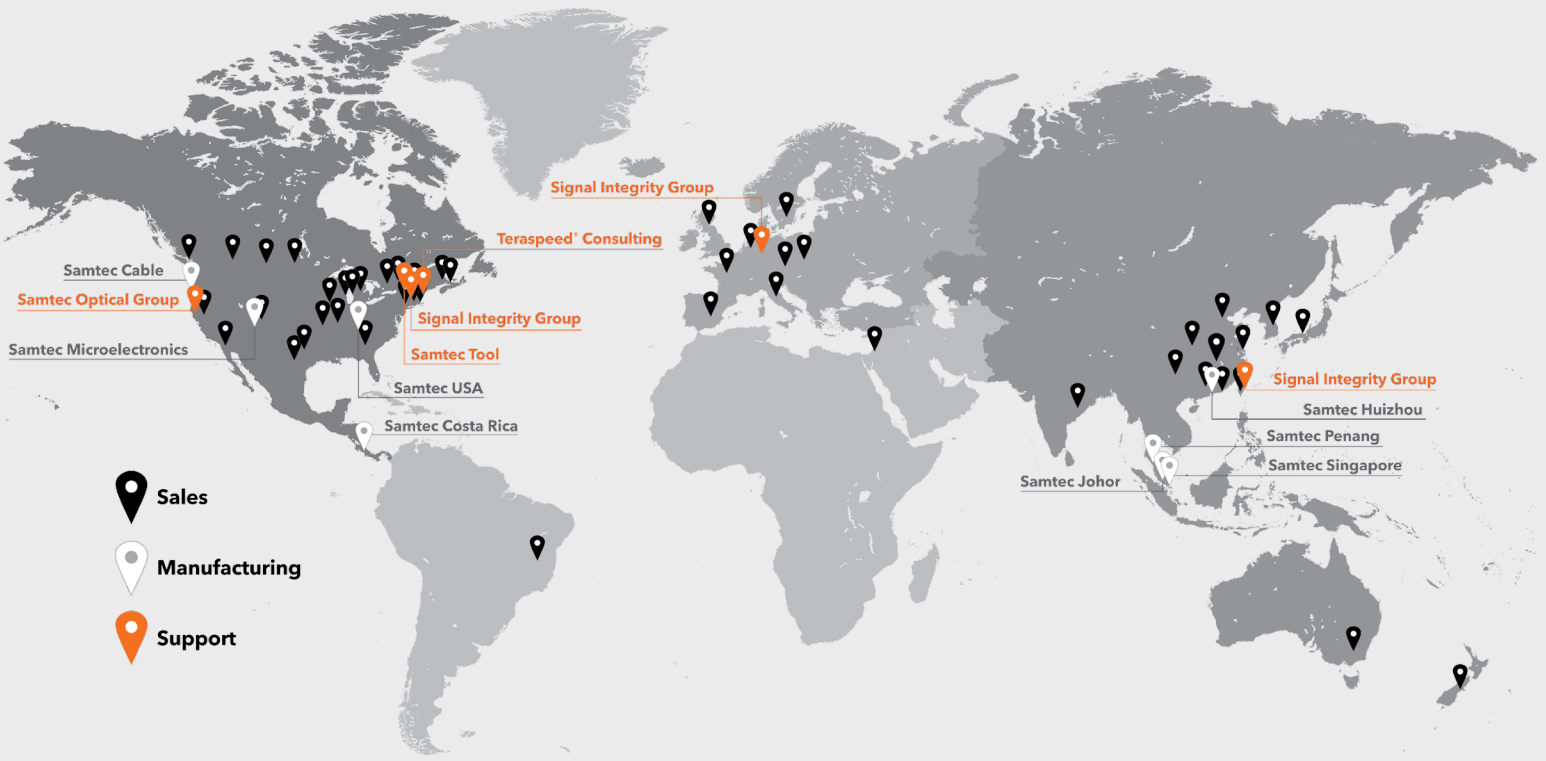 Signal Integrity Group
Teraspeed® Consulting
Samtec Cable
Samtec Optical Group
Signal Integrity Group
Samtec Microelectronics
Samtec Tool
Samtec USA
Samtec Costa Rica
Signal Integrity Group
Samtec Huizhou
Samtec Penang
Samtec Singapore
Samtec Johor
Sales
Manufacturing
Support